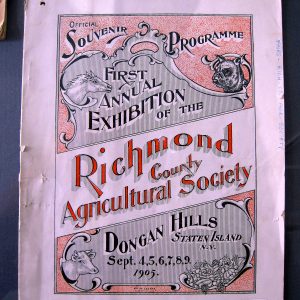 OFFICIAL
SOUVENIR PROGRAMME
FIRST
ANNUAL
EXHIBITION
OF THE
Richmond
County
Agricultural Society
DONGAN HILLS
STATEN ISLAND
N.Y.
Sept. 4,5,6,7,8,9.
1905.